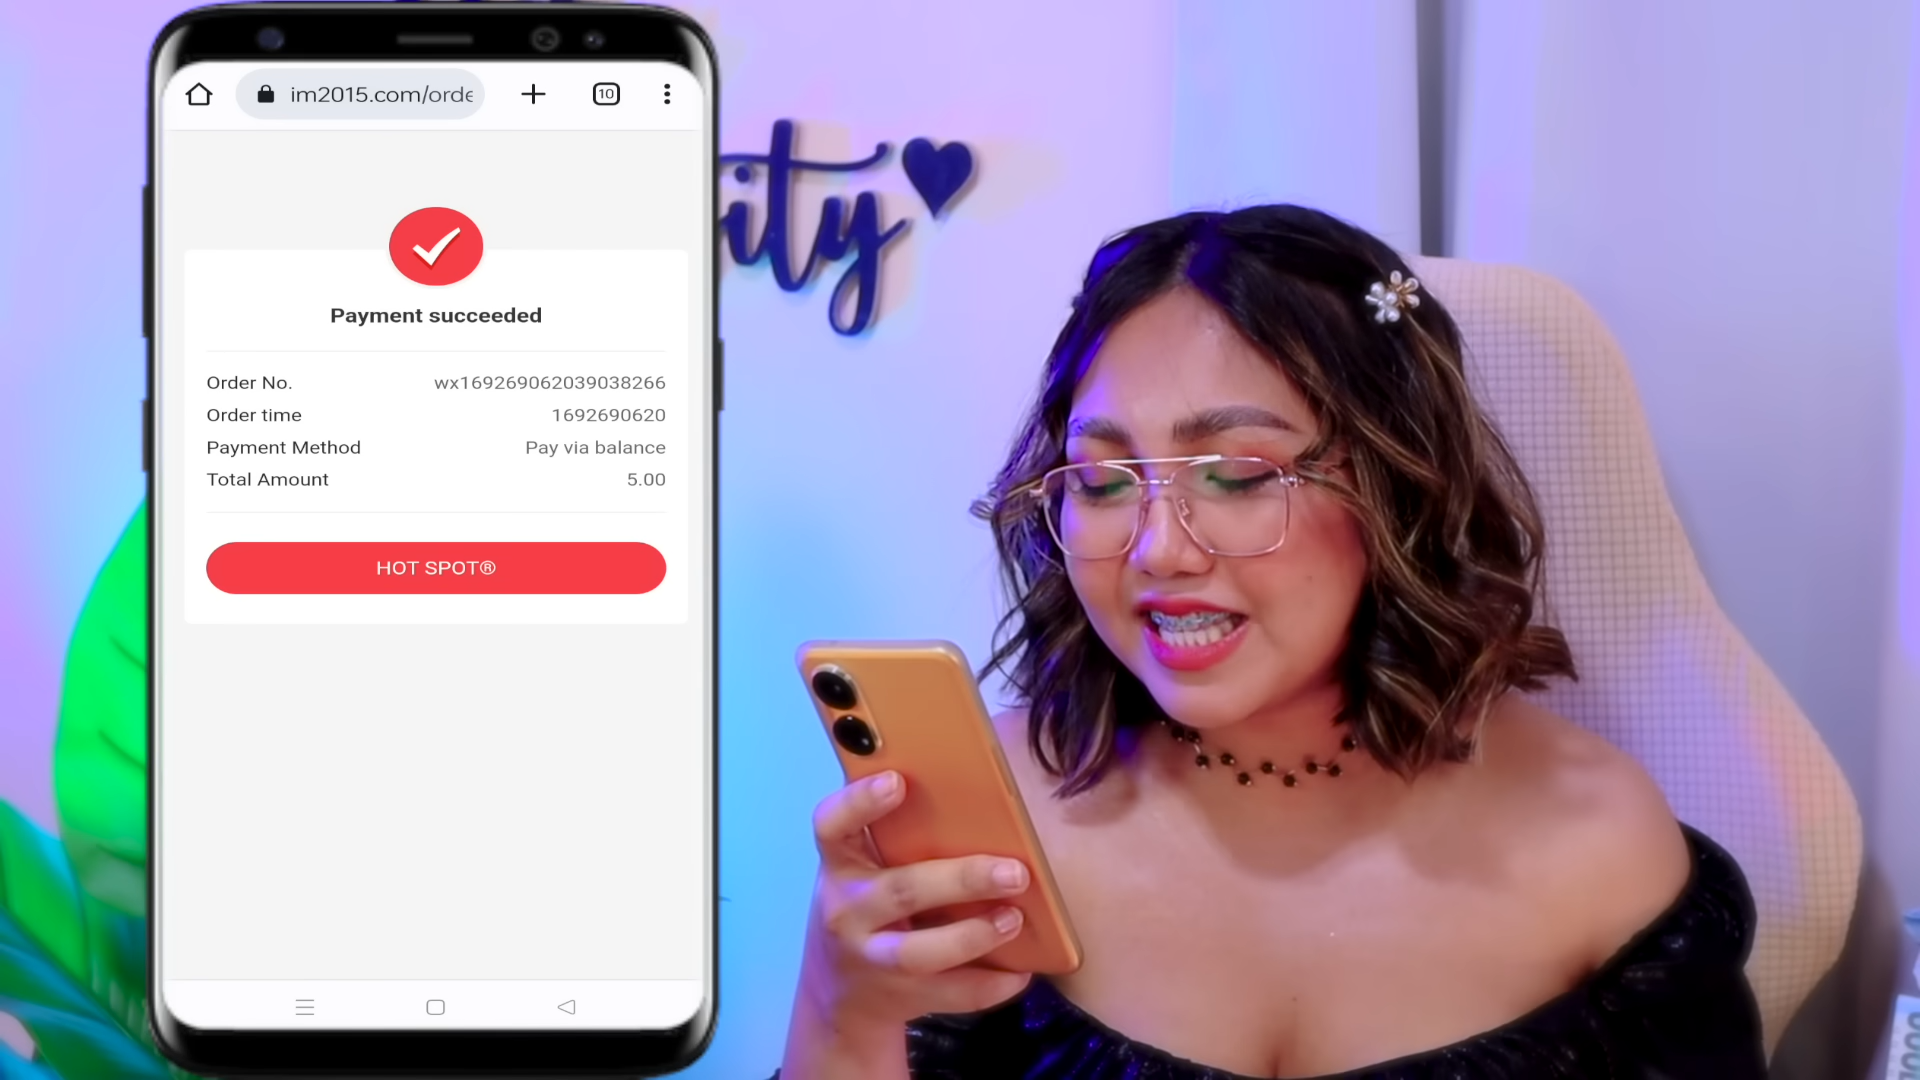 im2015.com/orde
10
Payment succeeded
Order No. wx169269062039038266
Order time 1692690620
Payment Method Pay via balance
Total Amount 5.00
HOT SPOT®
ity